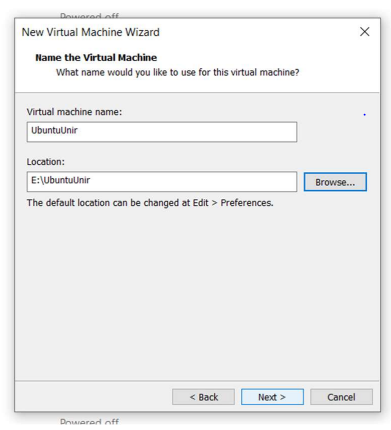 Powered off
New Virtual Machine Wizard
Name the Virtual Machine
What name would you like to use for this virtual machine?
Virtual machine name:
UbuntuUnir
Location:
E:\UbuntuUnir
Browse...
The default location can be changed at Edit > Preferences.
< Back
Next >
Cancel
Powered off